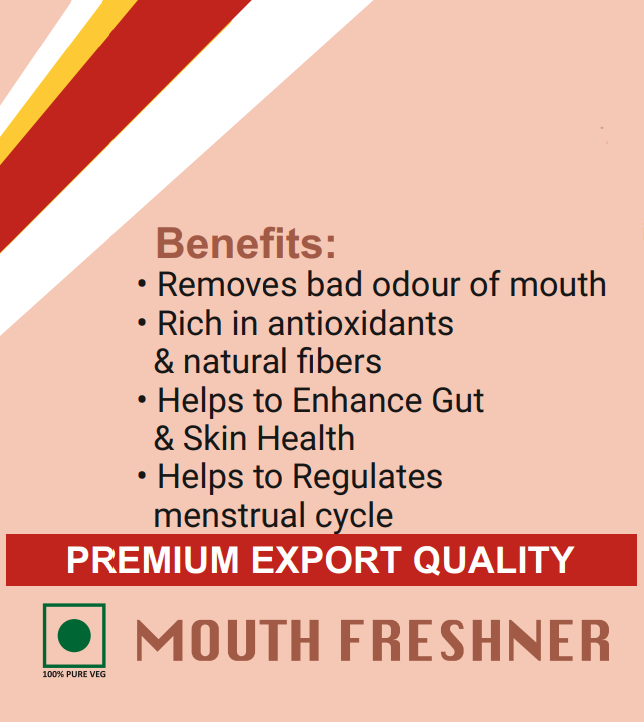 Benefits:
• Removes bad odour of mouth
• Rich in antioxidants
& natural fibers
• Helps to Enhance Gut
& Skin Health
• Helps to Regulates
menstrual cycle
PREMIUM EXPORT QUALITY
MOUTH FRESHNER
100% PURE VEG